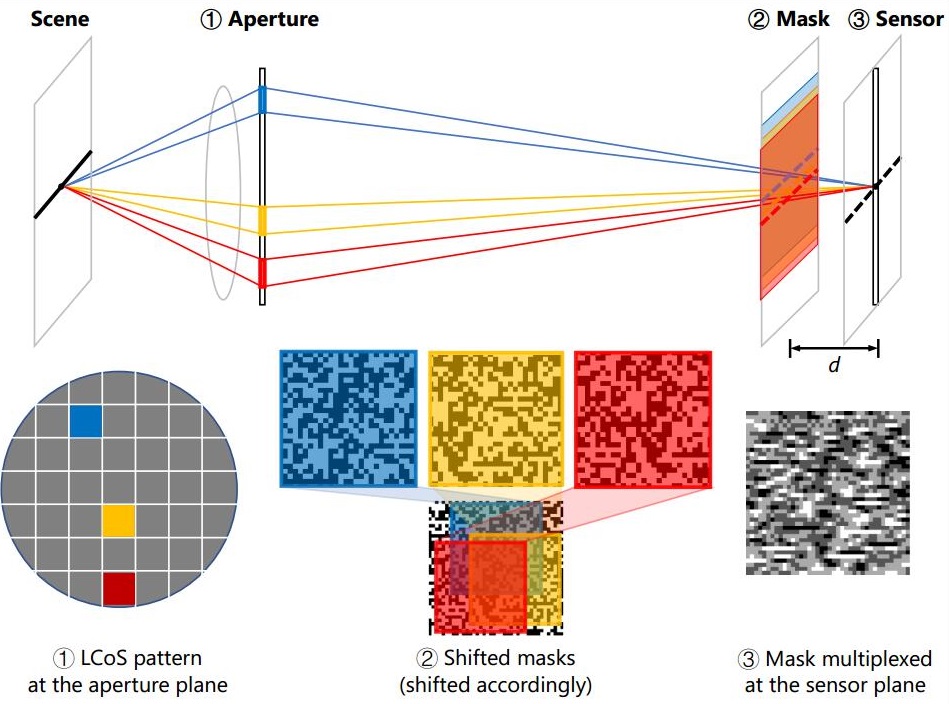 Scene
① Aperture
② Mask
③ Sensor
d
① LCoS pattern
at the aperture plane
② Shifted masks
(shifted accordingly)
③ Mask multiplexed
at the sensor plane